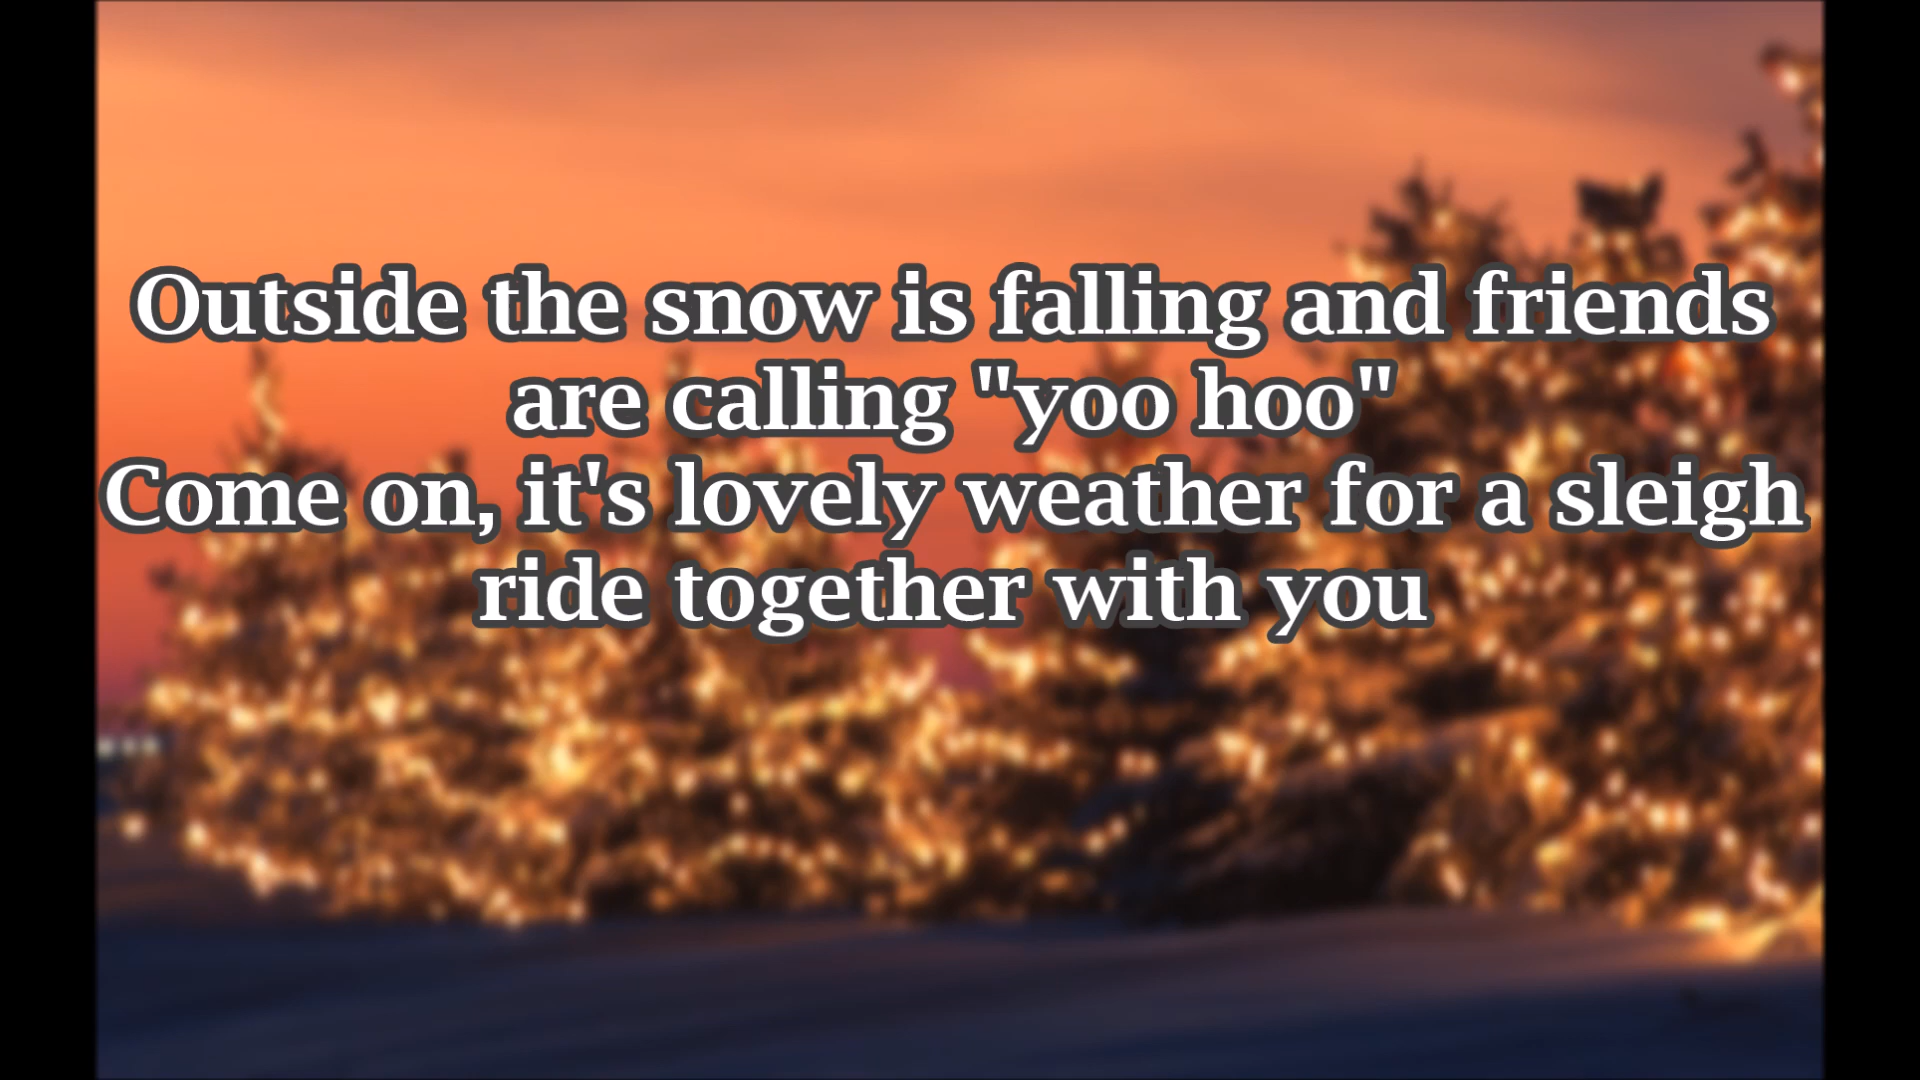 Outside the snow is falling and friends
are calling "yoo hoo"
Come on, it's lovely weather for a sleigh
ride together with you